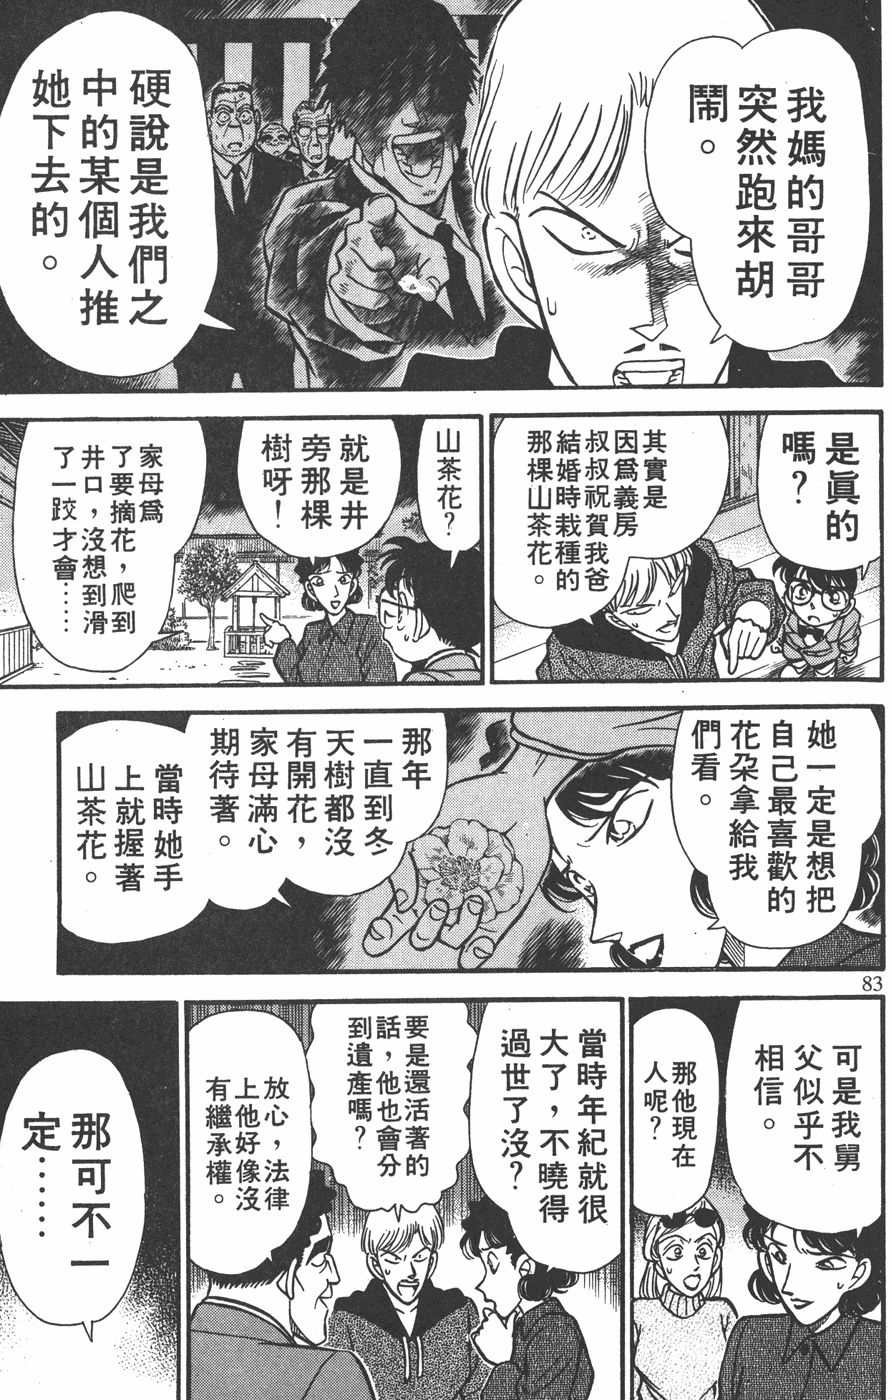 我媽的哥哥
突然跑來胡
鬧。
硬說是我們之
中的某個人推
她下去的。
是真的
嗎?
其實是
因為義房
叔叔祝賀我爸
結婚時栽種的
那棵山茶花。
山茶花?
就是井
旁那棵
樹呀!
家母為
了要摘花,爬到
井口,沒想到滑
了一跤才會……
她一定是想把
自己最喜歡的
花朵拿給我
們看。
那年
一直到冬
天樹都沒
有開花,
家母滿心
期待著。
當時她手
上就握著
山茶花。
83
可是我舅
父似乎不
相信。
那他現在
人呢?
當時年紀就很
大了,不曉得
過世了沒?
要是還活著的
話,他也會分
到遺產嗎?
放心,法律
上他好像沒
有繼承權。
那可不一
定……